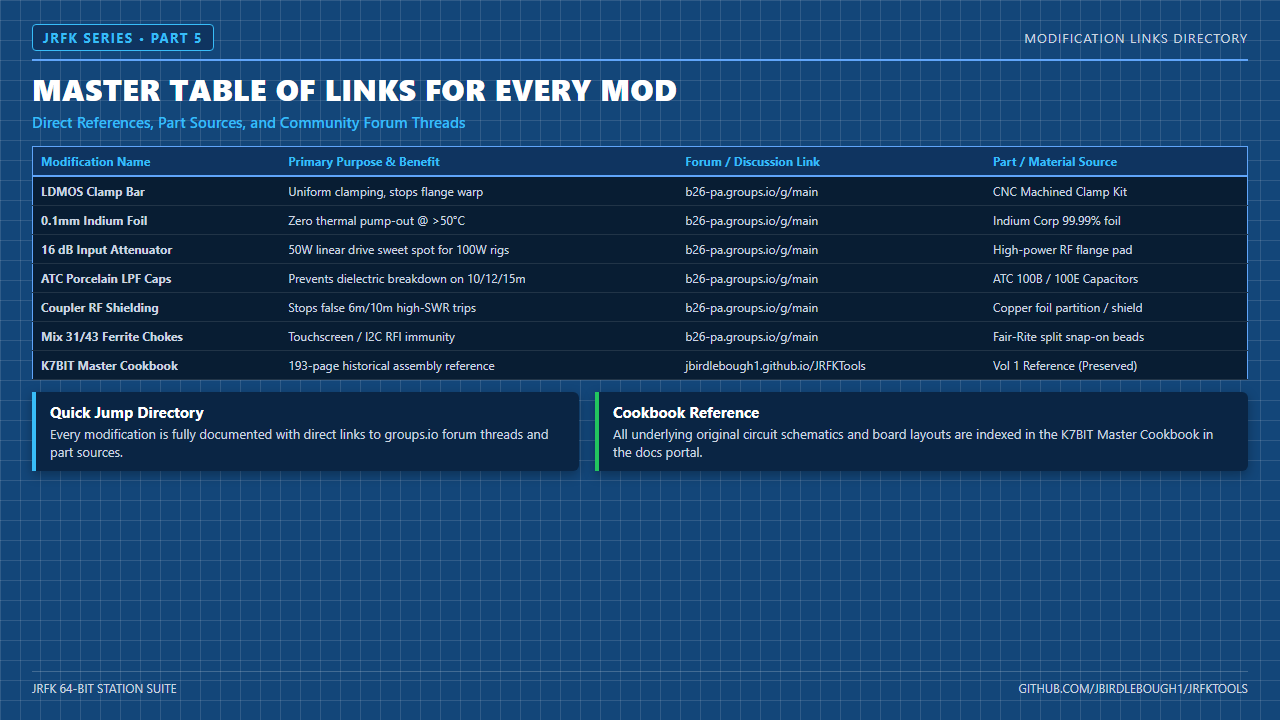 JRFK SERIES • PART 5
MODIFICATION LINKS DIRECTORY
MASTER TABLE OF LINKS FOR EVERY MOD
Direct References, Part Sources, and Community Forum Threads
Modification Name Primary Purpose & Benefit Forum / Discussion Link Part / Material Source
LDMOS Clamp Bar Uniform clamping, stops flange warp b26-pa.groups.io/g/main CNC Machined Clamp Kit
0.1mm Indium Foil Zero thermal pump-out @ >50°C b26-pa.groups.io/g/main Indium Corp 99.99% foil
16 dB Input Attenuator 50W linear drive sweet spot for 100W rigs b26-pa.groups.io/g/main High-power RF flange pad
ATC Porcelain LPF Caps Prevents dielectric breakdown on 10/12/15m b26-pa.groups.io/g/main ATC 100B / 100E Capacitors
Coupler RF Shielding Stops false 6m/10m high-SWR trips b26-pa.groups.io/g/main Copper foil partition / shield
Mix 31/43 Ferrite Chokes Touchscreen / I2C RFI immunity b26-pa.groups.io/g/main Fair-Rite split snap-on beads
K7BIT Master Cookbook 193-page historical assembly reference jbirdlebough1.github.io/JRFKTools Vol 1 Reference (Preserved)
Quick Jump Directory
Every modification is fully documented with direct links to groups.io forum threads and
part sources.
Cookbook Reference
All underlying original circuit schematics and board layouts are indexed in the K7BIT Master Cookbook in
the docs portal.
JRFK 64-BIT STATION SUITE
GITHUB.COM/JBIRDLEBOUGH1/JRFKTOOLS